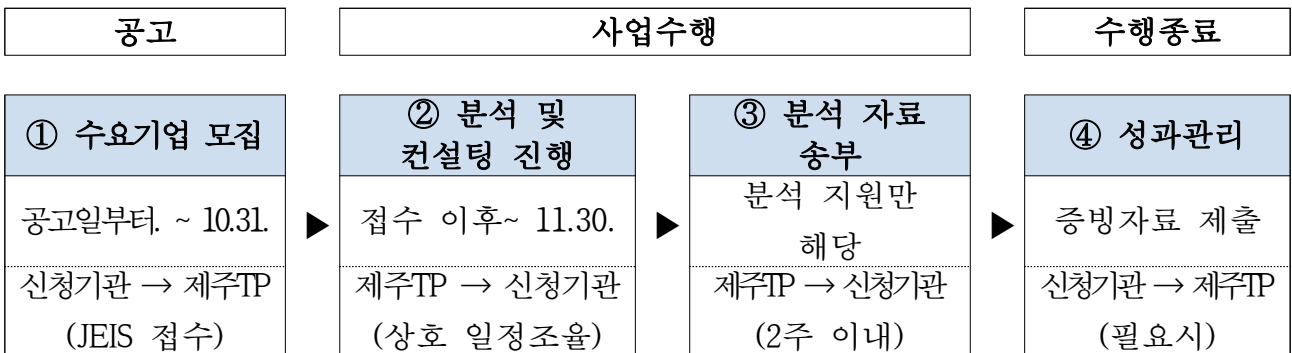 공고
사업수행
수행종료
① 수요기업 모집
공고일부터. ~ 10.31.
신청기관 → 제주TP
(JEIS 접수)
▶
② 분석 및
컨설팅 진행
접수 이후~ 11.30.
제주TP → 신청기관
(상호 일정조율)
▶
③ 분석 자료
송부
분석 지원만
해당
제주TP → 신청기관
(2주 이내)
▶
④ 성과관리
증빙자료 제출
신청기관 → 제주TP
(필요시)